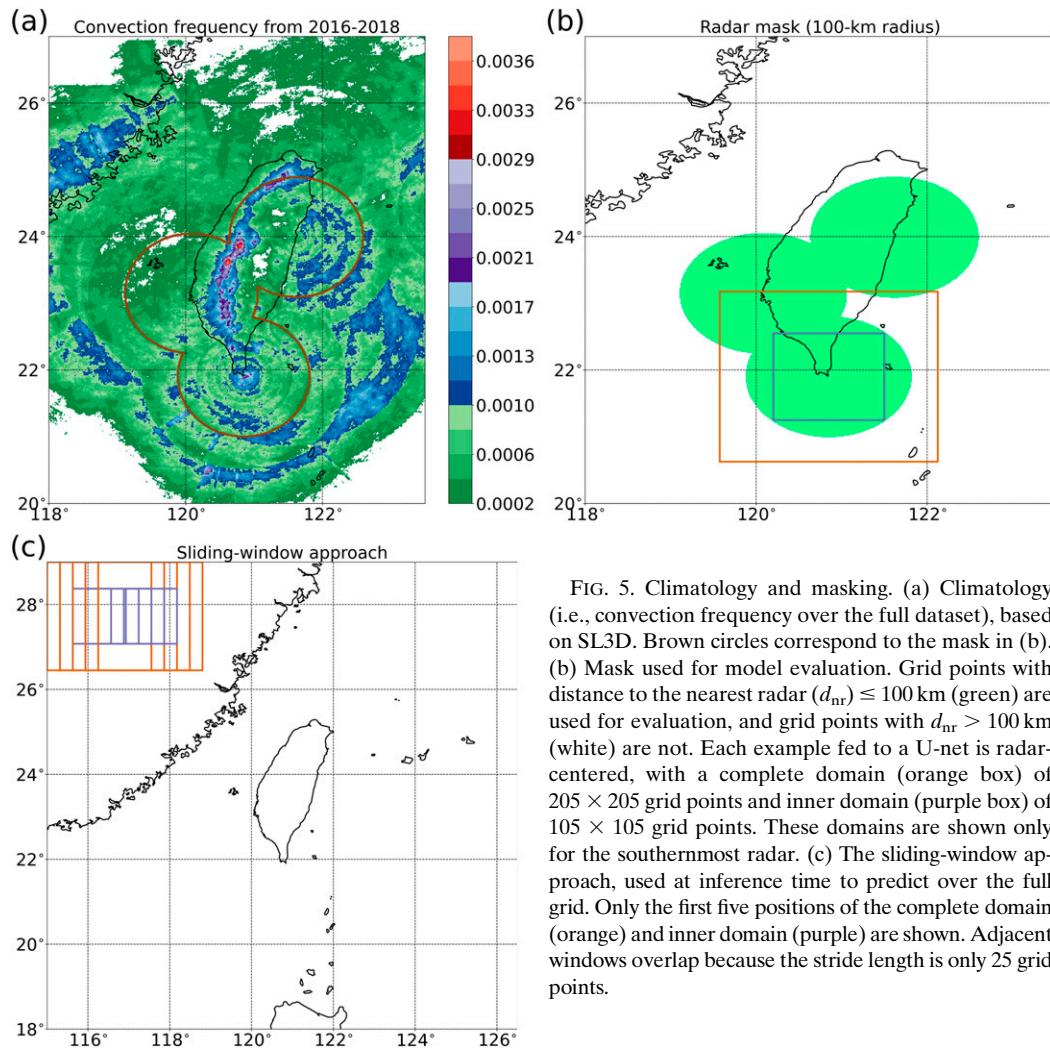 (a)
Convection frequency from 2016-2018
26°
24°
22°
20°
118°
120°
122°
0.0036
0.0033
0.0029
0.0025
0.0021
0.0017
0.0013
0.0010
0.0006
0.0002
(b)
Radar mask (100-km radius)
26°
24°
22°
20°
118°
120°
122°
(c)
Sliding-window approach
28°
26°
24°
22°
20°
18°
116°
118°
120°
122°
124°
126°
FIG. 5. Climatology and masking. (a) Climatology
(i.e., convection frequency over the full dataset), based
on SL3D. Brown circles correspond to the mask in (b).
(b) Mask used for model evaluation. Grid points with
distance to the nearest radar (dnr) ≤ 100 km (green) are
used for evaluation, and grid points with dnr > 100 km
(white) are not. Each example fed to a U-net is radar-
centered, with a complete domain (orange box) of
205 × 205 grid points and inner domain (purple box) of
105 × 105 grid points. These domains are shown only
for the southernmost radar. (c) The sliding-window ap-
proach, used at inference time to predict over the full
grid. Only the first five positions of the complete domain
(orange) and inner domain (purple) are shown. Adjacent
windows overlap because the stride length is only 25 grid
points.